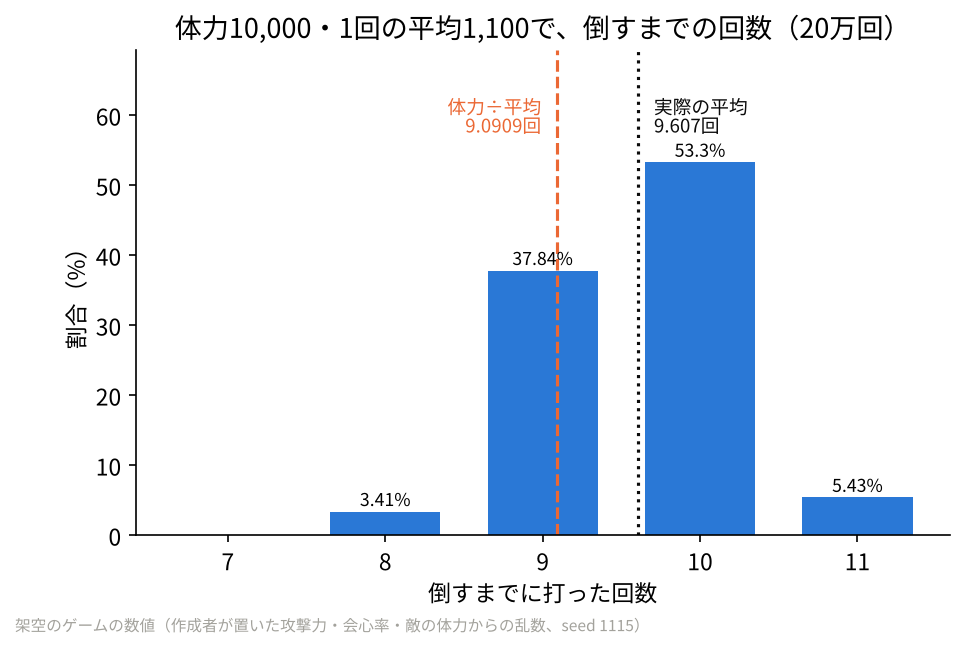 体力10,000・1回の平均1,100で、倒すまでの回数（20万回）
体力÷平均
9.0909回
実際の平均
9.607回
53.3%
37.84%
3.41%
5.43%
割合（%）
60
50
40
30
20
10
0
7 8 9 10 11
倒すまでに打った回数
架空のゲームの数値（作成者が置いた攻撃力・会心率・敵の体力からの乱数、seed 1115）